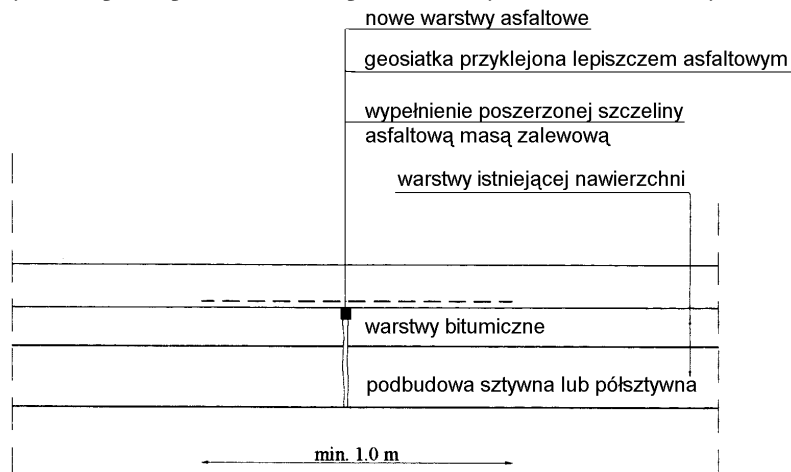 nowe warstwy asfaltowe
geosiatka przyklejona lepiszczem asfaltowym
wypełnienie poszerzonej szczeliny
asfaltową masą zalewową
warstwy istniejącej nawierzchni
warstwy bitumiczne
podbudowa sztywna lub półsztywna
min. 1.0 m